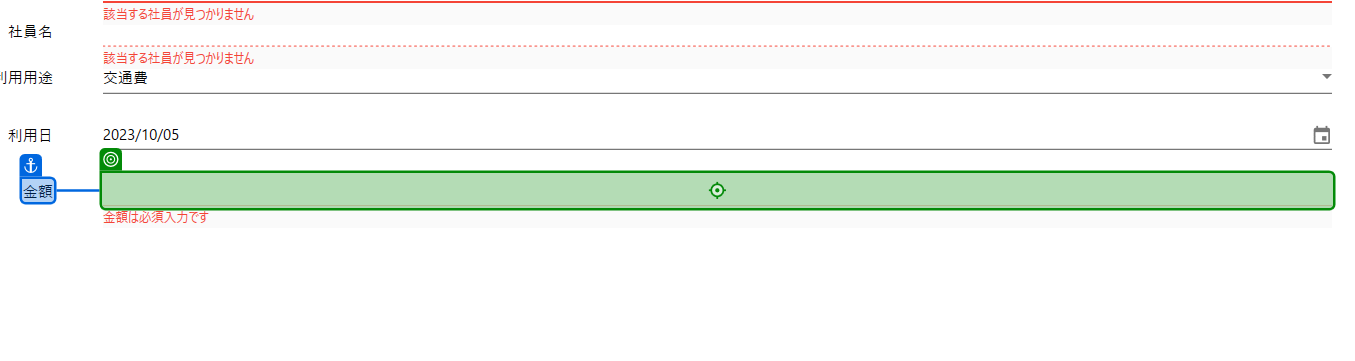 該当する社員が見つかりません
社員名
該当する社員が見つかりません
利用用途 交通費
利用日 2023/10/05
金額
金額は必須入力です